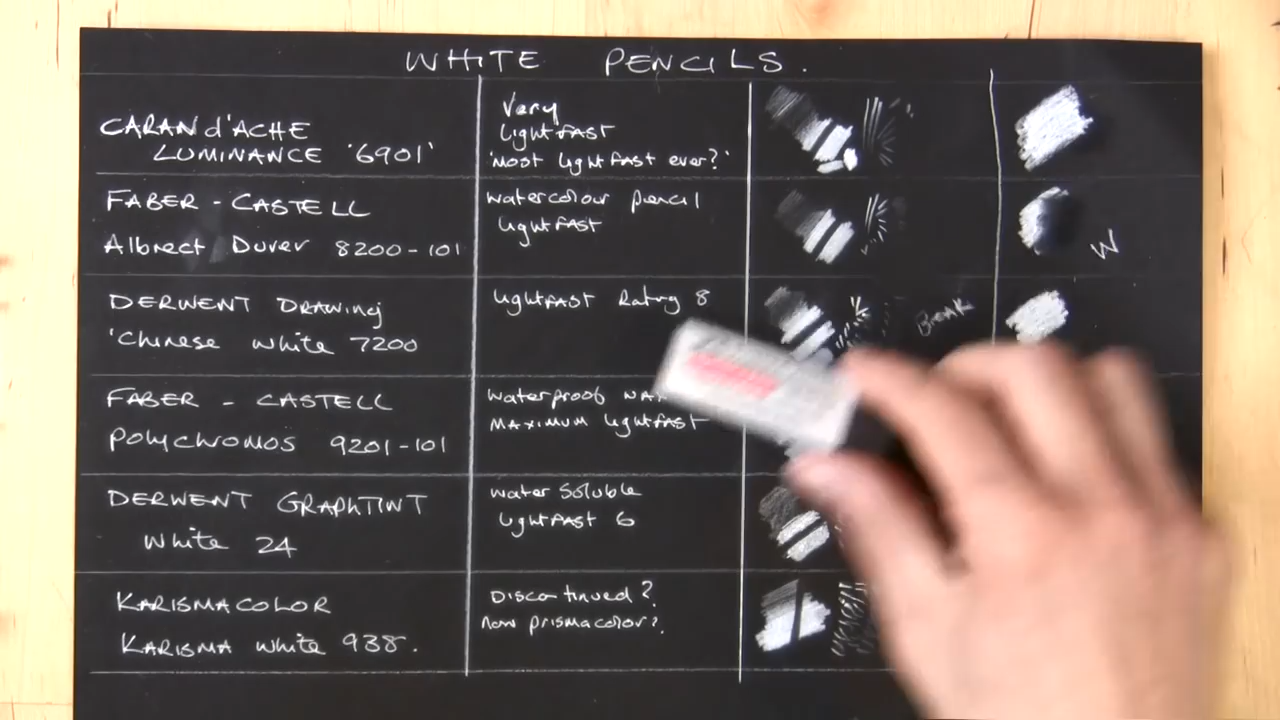 WHITE PENCILS.
CARAN d'ACHE
LUMINANCE '6901'
Very
lightfast
'most lightfast ever?'
FABER - CASTELL
Albrect Durer 8200-101
watercolour pencil
lightfast
W
DERWENT DRAWING
'Chinese white 7200
lightfast Rating 8
Break
FABER - CASTELL
Polychromos 9201-101
waterproof
MAXIMUM lightfast
DERWENT GRAPHTINT
White 24
water soluble
lightfast 6
KARISMACOLOR
KARISMA white 938.
Discontinued?
now prismacolor?